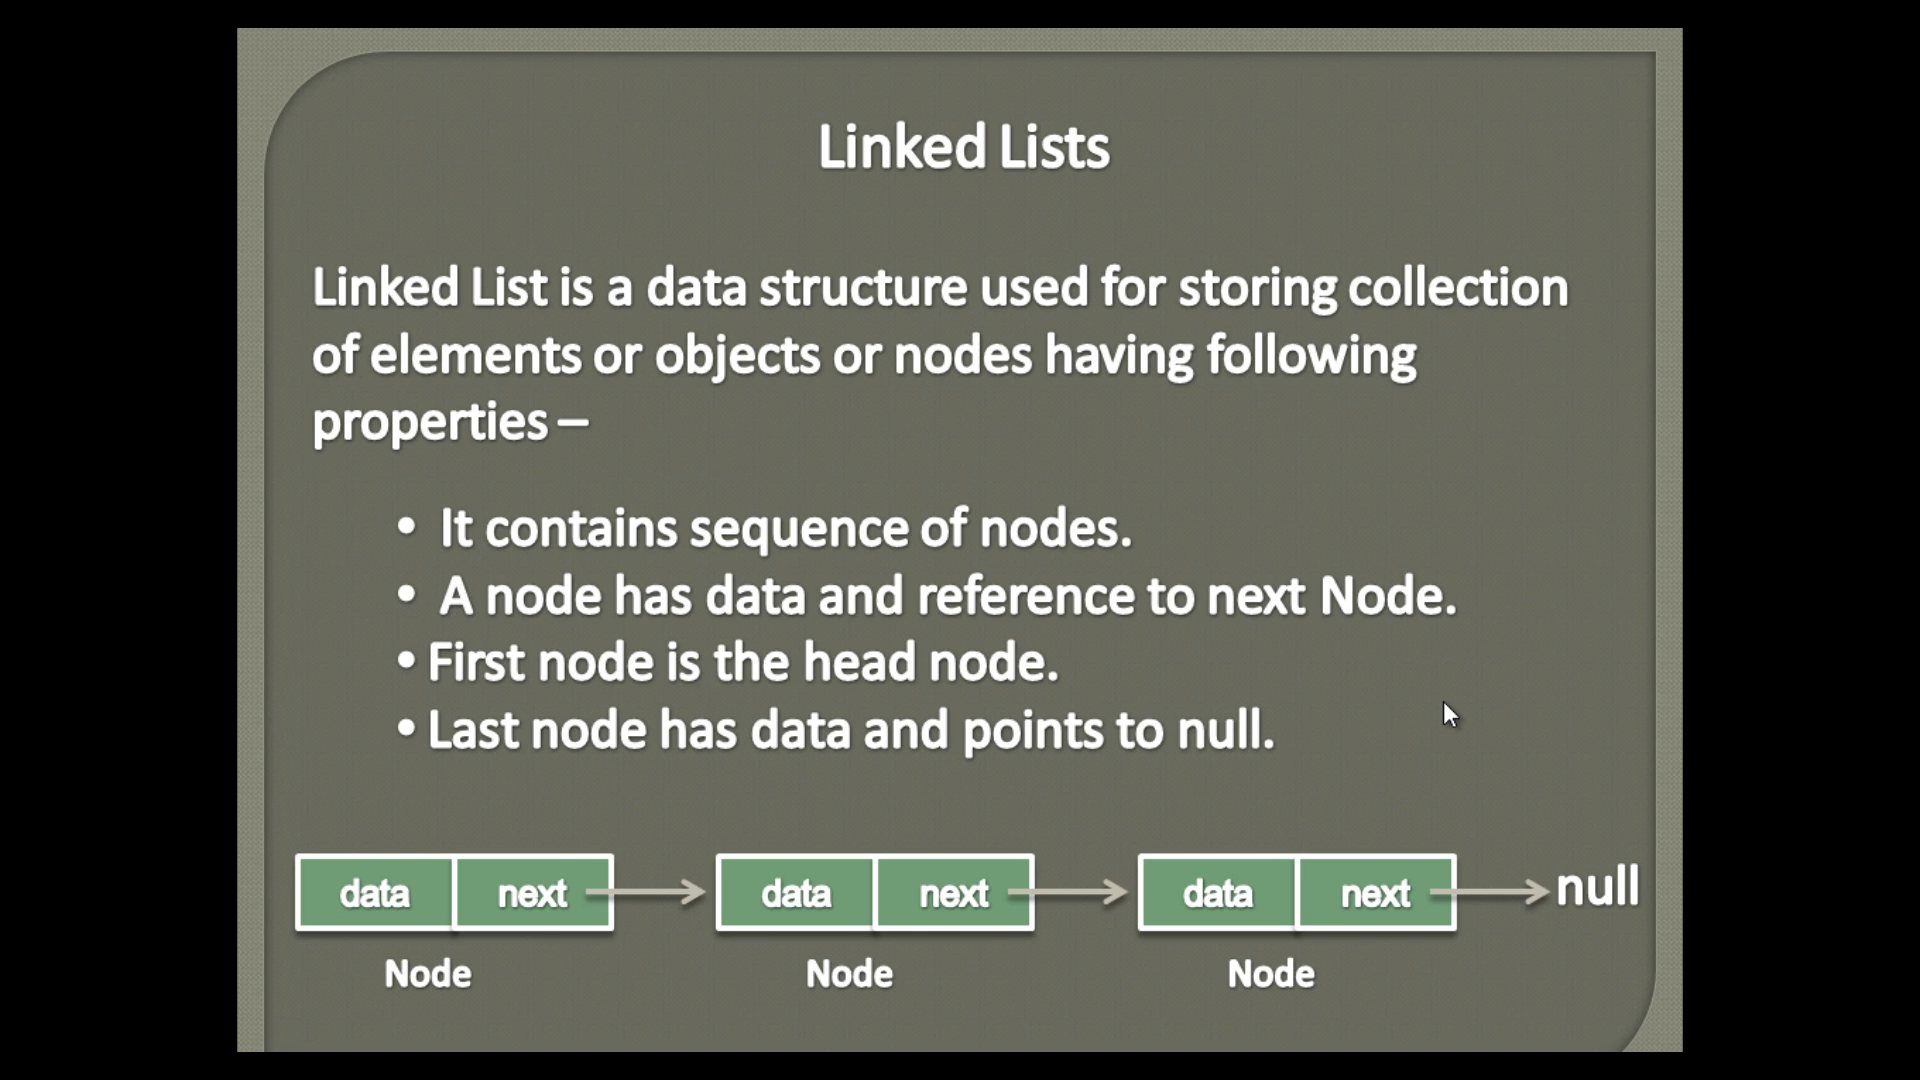 Linked Lists
Linked List is a data structure used for storing collection
of elements or objects or nodes having following
properties –
• It contains sequence of nodes.
• A node has data and reference to next Node.
• First node is the head node.
• Last node has data and points to null.
data next data next data next null
Node Node Node